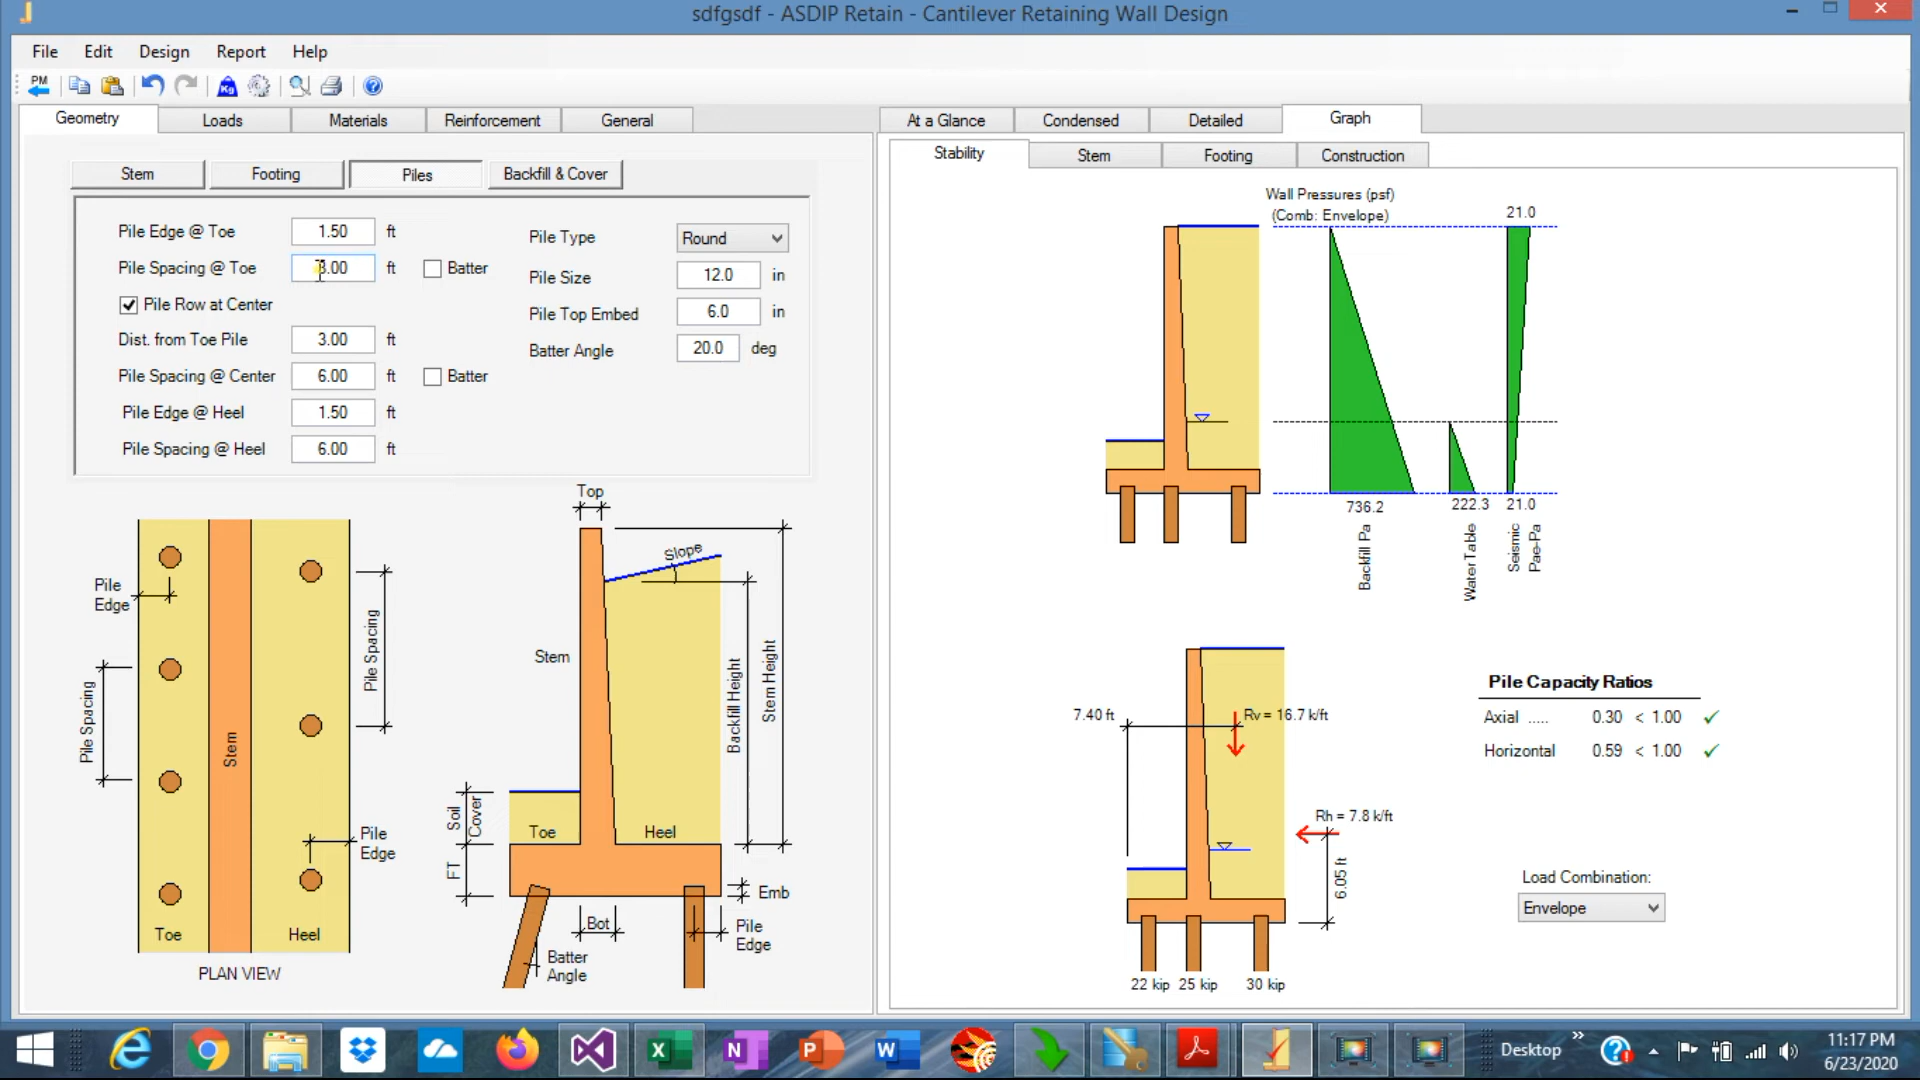 sdfgsdf - ASDIP Retain - Cantilever Retaining Wall Design
File Edit Design Report Help
PM
Kg
Geometry Loads Materials Reinforcement General
Stem Footing Piles Backfill & Cover
Pile Edge @ Toe 1.50 ft
Pile Spacing @ Toe .00 ft Batter
Pile Row at Center
Dist. from Toe Pile 3.00 ft
Pile Spacing @ Center 6.00 ft Batter
Pile Edge @ Heel 1.50 ft
Pile Spacing @ Heel 6.00 ft
Pile Type Round
Pile Size 12.0 in
Pile Top Embed 6.0 in
Batter Angle 20.0 deg
Pile
Edge
Pile Spacing
Stem
Pile Spacing
Pile
Edge
Toe
Heel
PLAN VIEW
Top
Slope
Stem
Backfill Height
Stem Height
Soil
Cover
Toe
Heel
FT
Emb
Bot
Pile
Edge
Batter
Angle
At a Glance Condensed Detailed Graph
Stability Stem Footing Construction
Wall Pressures (psf)
(Comb: Envelope)
21.0
736.2
222.3
21.0
Backfill Pa
Water Table
Seismic
Pae-Pa
7.40 ft
Rv = 16.7 k/ft
Rh = 7.8 k/ft
6.05 ft
22 kip 25 kip 30 kip
Pile Capacity Ratios
Axial ..... 0.30 < 1.00 ✓
Horizontal 0.59 < 1.00 ✓
Load Combination:
Envelope
Desktop
11:17 PM
6/23/2020